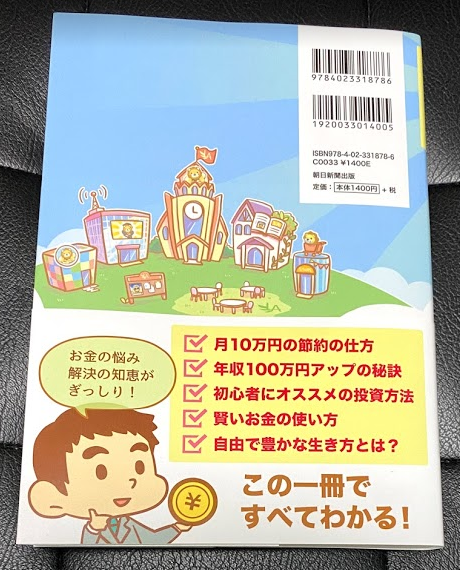 9784023318786
1920033014005
ISBN978-4-02-331878-6
C0033 ¥1400E
朝日新聞出版
定価:本体1400円+税
お金の悩み
解決の知恵が
ぎっしり!
月10万円の節約の仕方
年収100万円アップの秘訣
初心者にオススメの投資方法
賢いお金の使い方
自由で豊かな生き方とは?
¥
この一冊で
すべてわかる!